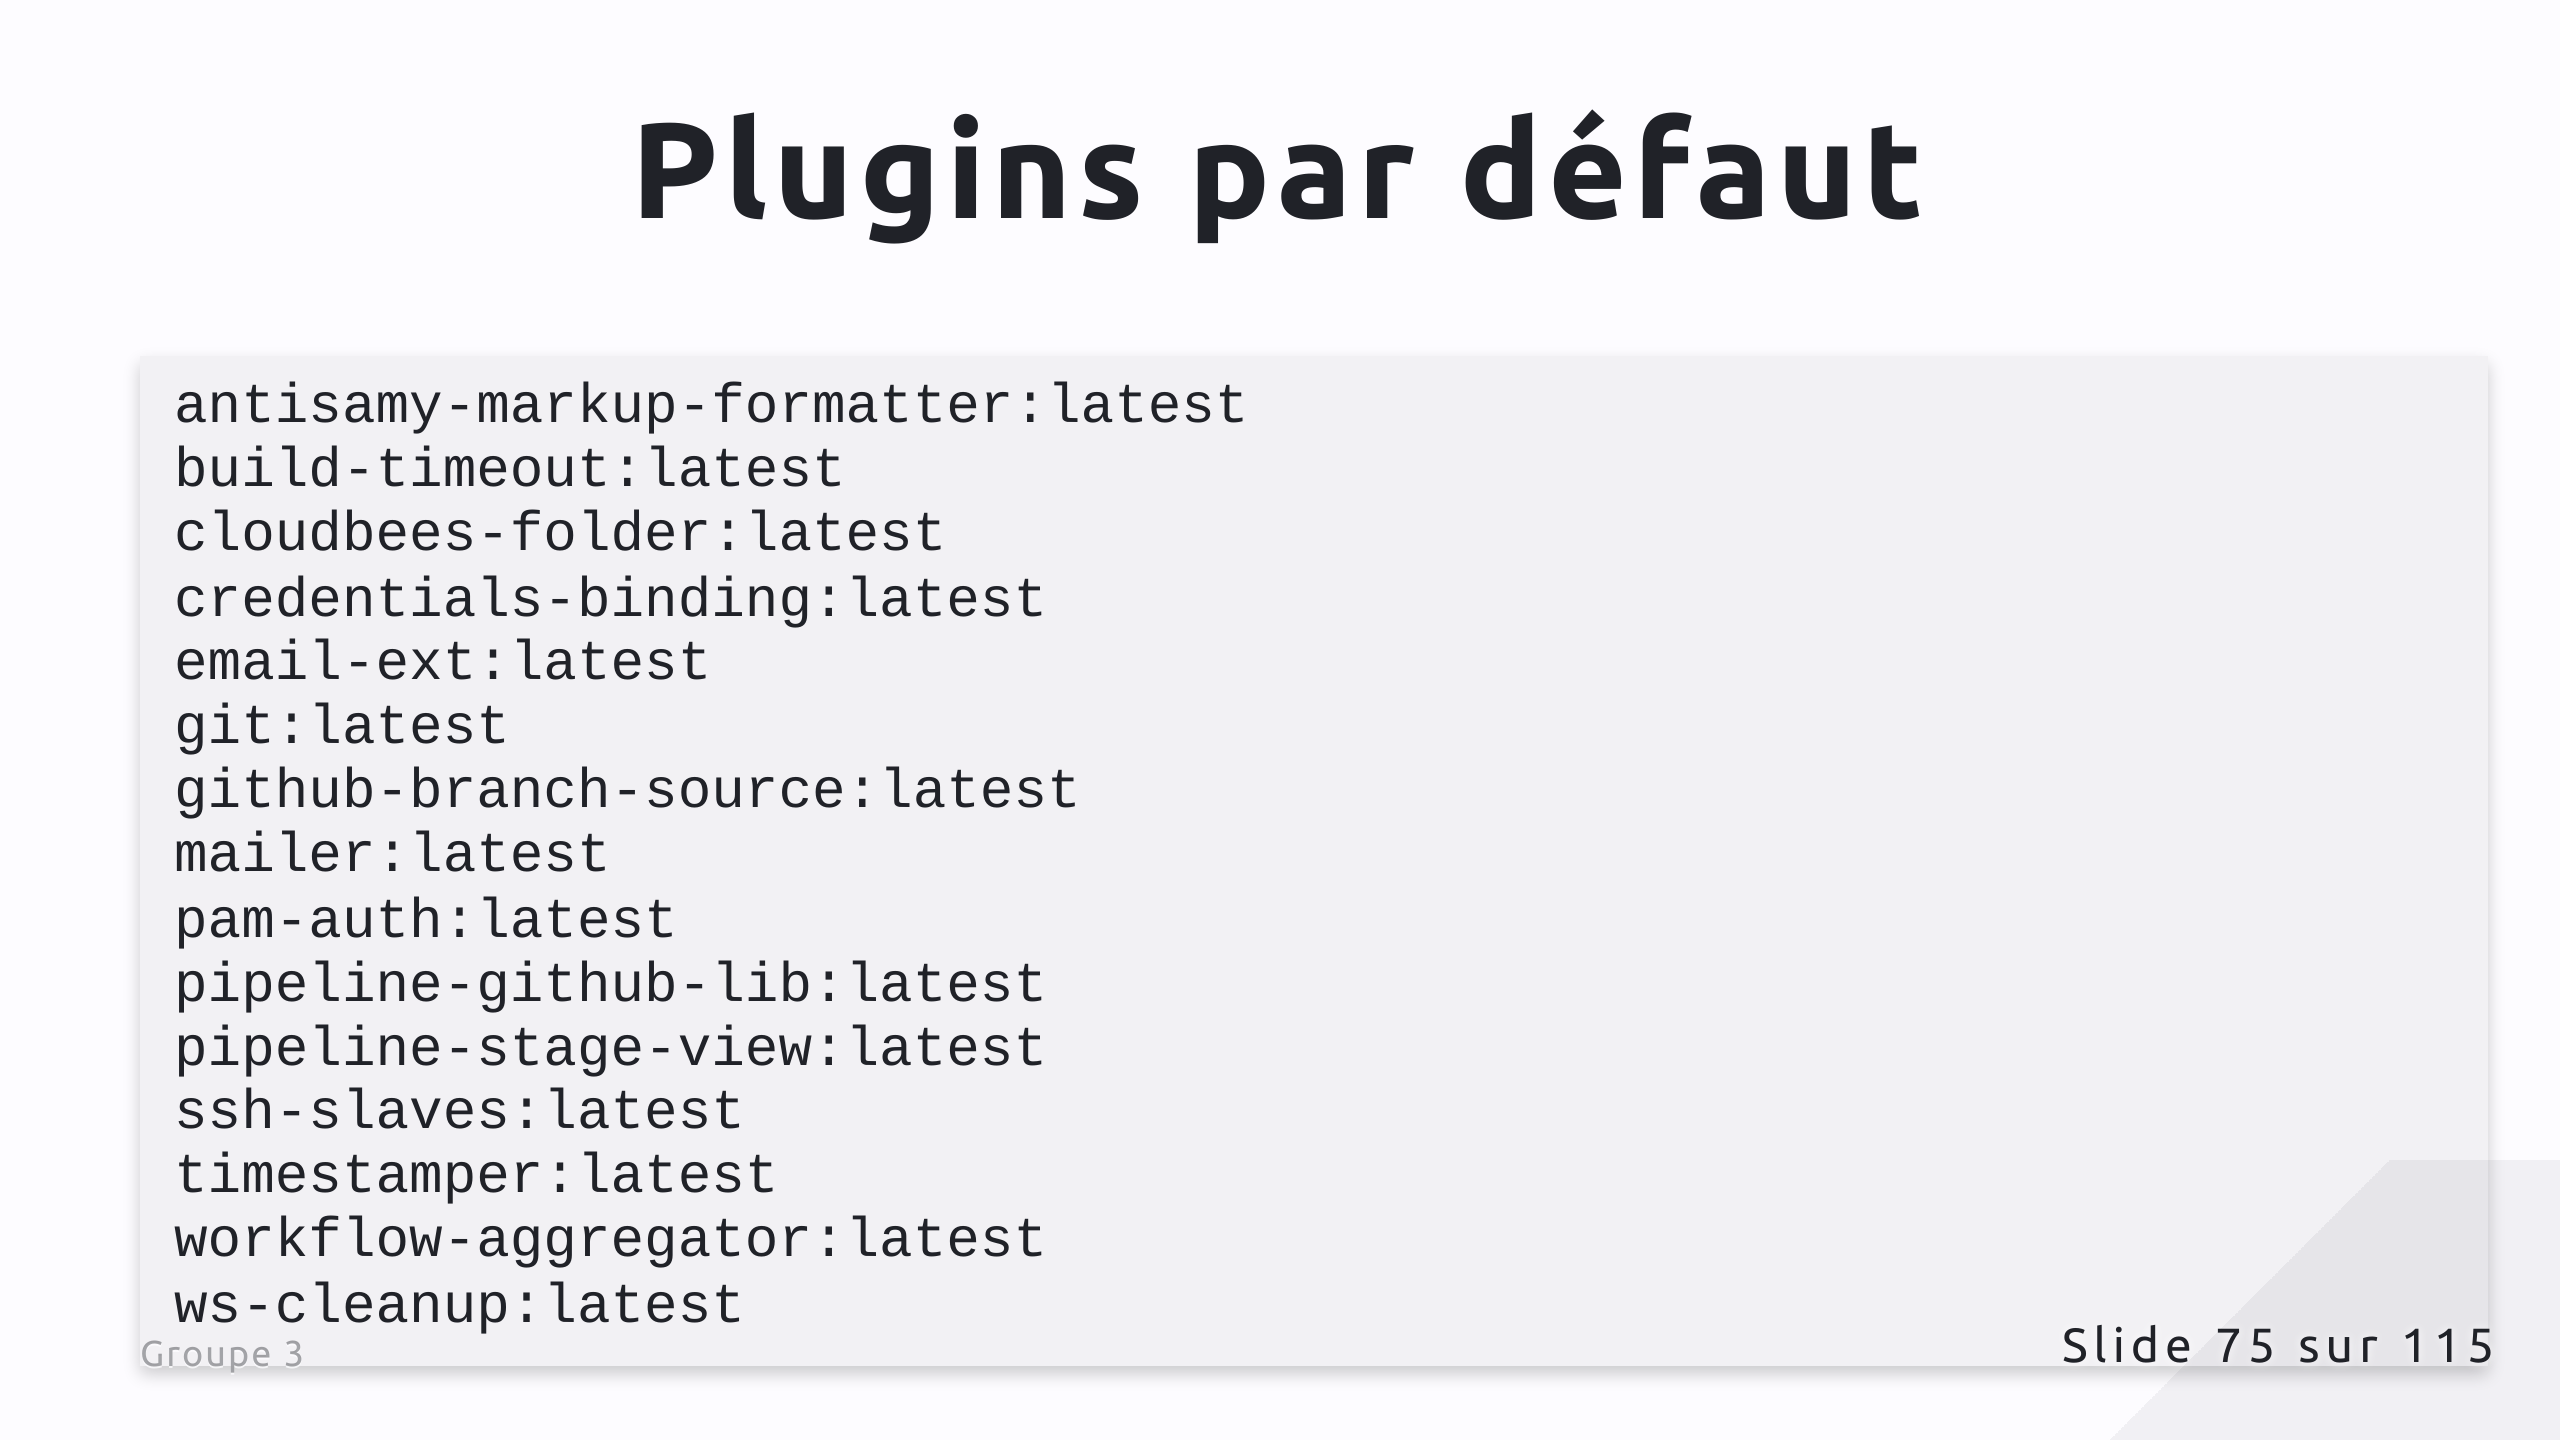 Plugins par défaut
antisamy-markup-formatter:latest
build-timeout:latest
cloudbees-folder:latest
credentials-binding:latest
email-ext:latest
git:latest
github-branch-source:latest
mailer:latest
pam-auth:latest
pipeline-github-lib:latest
pipeline-stage-view:latest
ssh-slaves:latest
timestamper:latest
workflow-aggregator:latest
ws-cleanup:latest
Groupe 3
Slide 75 sur 115